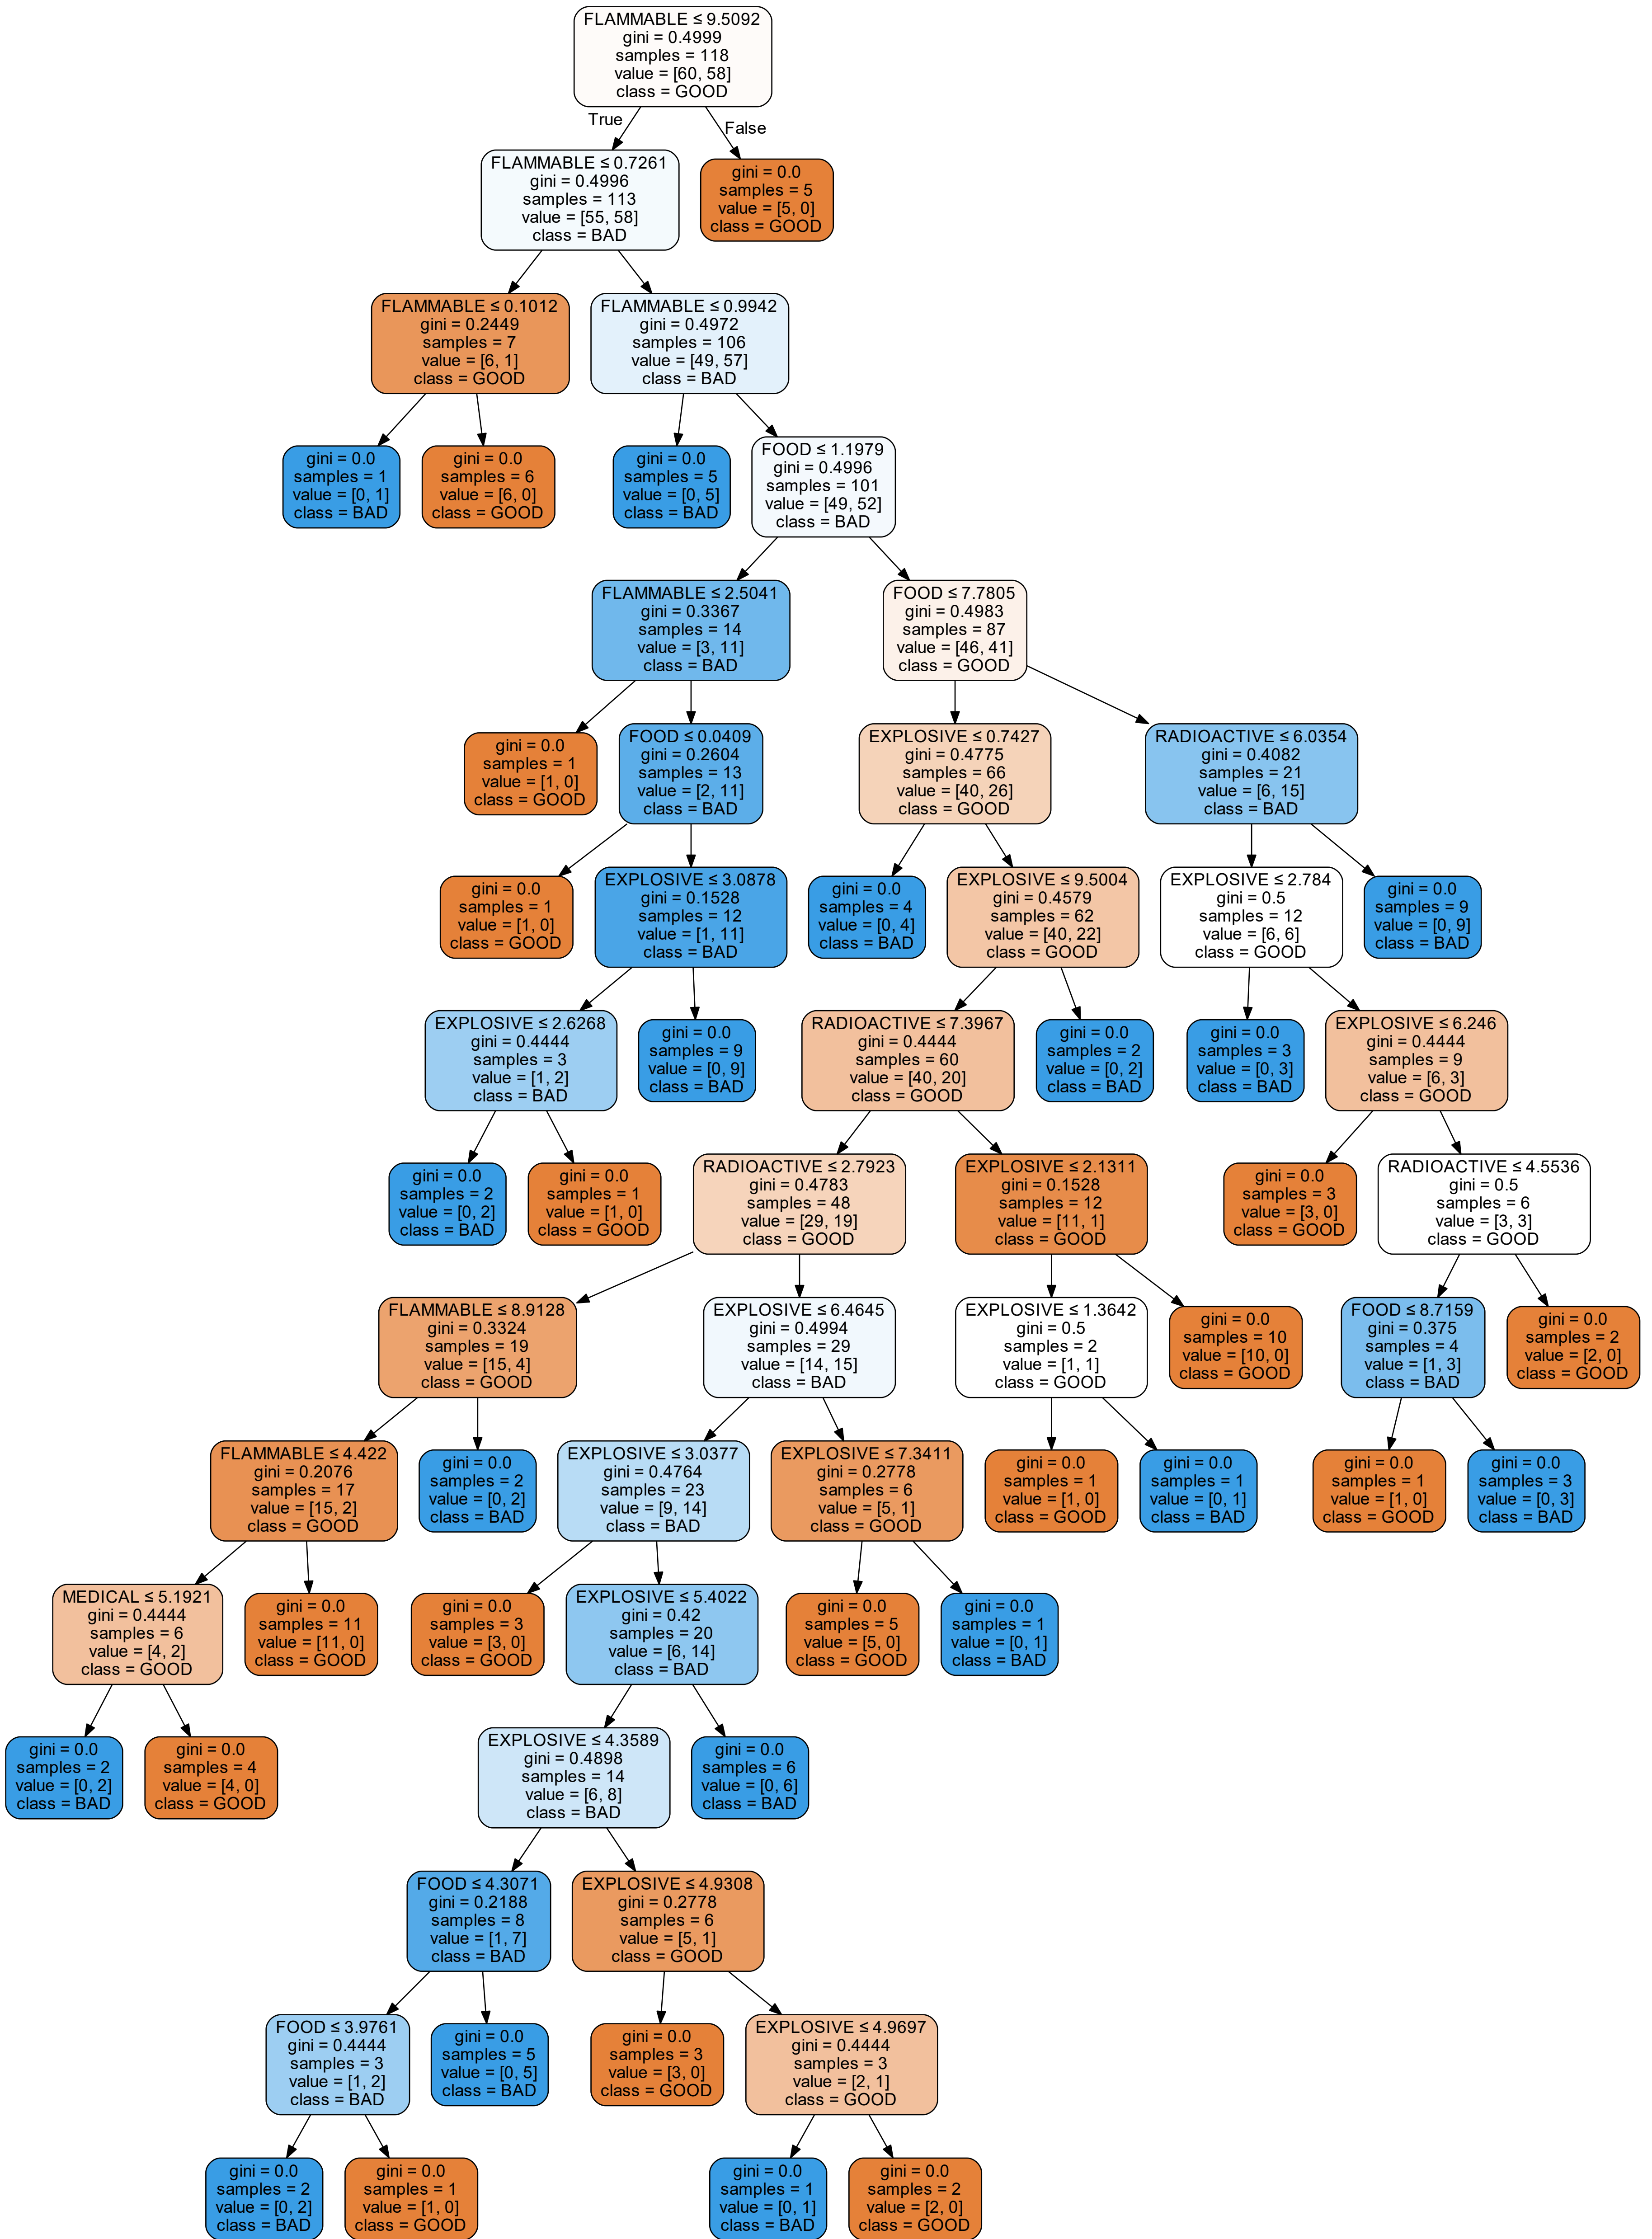 FLAMMABLE ≤ 9.5092
gini = 0.4999
samples = 118
value = [60, 58]
class = GOOD
True
False
FLAMMABLE ≤ 0.7261
gini = 0.4996
samples = 113
value = [55, 58]
class = BAD
gini = 0.0
samples = 5
value = [5, 0]
class = GOOD
FLAMMABLE ≤ 0.1012
gini = 0.2449
samples = 7
value = [6, 1]
class = GOOD
FLAMMABLE ≤ 0.9942
gini = 0.4972
samples = 106
value = [49, 57]
class = BAD
gini = 0.0
samples = 1
value = [0, 1]
class = BAD
gini = 0.0
samples = 6
value = [6, 0]
class = GOOD
gini = 0.0
samples = 5
value = [0, 5]
class = BAD
FOOD ≤ 1.1979
gini = 0.4996
samples = 101
value = [49, 52]
class = BAD
FLAMMABLE ≤ 2.5041
gini = 0.3367
samples = 14
value = [3, 11]
class = BAD
FOOD ≤ 7.7805
gini = 0.4983
samples = 87
value = [46, 41]
class = GOOD
gini = 0.0
samples = 1
value = [1, 0]
class = GOOD
FOOD ≤ 0.0409
gini = 0.2604
samples = 13
value = [2, 11]
class = BAD
EXPLOSIVE ≤ 0.7427
gini = 0.4775
samples = 66
value = [40, 26]
class = GOOD
RADIOACTIVE ≤ 6.0354
gini = 0.4082
samples = 21
value = [6, 15]
class = BAD
gini = 0.0
samples = 1
value = [1, 0]
class = GOOD
EXPLOSIVE ≤ 3.0878
gini = 0.1528
samples = 12
value = [1, 11]
class = BAD
gini = 0.0
samples = 4
value = [0, 4]
class = BAD
EXPLOSIVE ≤ 9.5004
gini = 0.4579
samples = 62
value = [40, 22]
class = GOOD
EXPLOSIVE ≤ 2.784
gini = 0.5
samples = 12
value = [6, 6]
class = GOOD
gini = 0.0
samples = 9
value = [0, 9]
class = BAD
EXPLOSIVE ≤ 2.6268
gini = 0.4444
samples = 3
value = [1, 2]
class = BAD
gini = 0.0
samples = 9
value = [0, 9]
class = BAD
RADIOACTIVE ≤ 7.3967
gini = 0.4444
samples = 60
value = [40, 20]
class = GOOD
gini = 0.0
samples = 2
value = [0, 2]
class = BAD
gini = 0.0
samples = 3
value = [0, 3]
class = BAD
EXPLOSIVE ≤ 6.246
gini = 0.4444
samples = 9
value = [6, 3]
class = GOOD
gini = 0.0
samples = 2
value = [0, 2]
class = BAD
gini = 0.0
samples = 1
value = [1, 0]
class = GOOD
RADIOACTIVE ≤ 2.7923
gini = 0.4783
samples = 48
value = [29, 19]
class = GOOD
EXPLOSIVE ≤ 2.1311
gini = 0.1528
samples = 12
value = [11, 1]
class = GOOD
gini = 0.0
samples = 3
value = [3, 0]
class = GOOD
RADIOACTIVE ≤ 4.5536
gini = 0.5
samples = 6
value = [3, 3]
class = GOOD
FLAMMABLE ≤ 8.9128
gini = 0.3324
samples = 19
value = [15, 4]
class = GOOD
EXPLOSIVE ≤ 6.4645
gini = 0.4994
samples = 29
value = [14, 15]
class = BAD
EXPLOSIVE ≤ 1.3642
gini = 0.5
samples = 2
value = [1, 1]
class = GOOD
gini = 0.0
samples = 10
value = [10, 0]
class = GOOD
FOOD ≤ 8.7159
gini = 0.375
samples = 4
value = [1, 3]
class = BAD
gini = 0.0
samples = 2
value = [2, 0]
class = GOOD
FLAMMABLE ≤ 4.422
gini = 0.2076
samples = 17
value = [15, 2]
class = GOOD
gini = 0.0
samples = 2
value = [0, 2]
class = BAD
EXPLOSIVE ≤ 3.0377
gini = 0.4764
samples = 23
value = [9, 14]
class = BAD
EXPLOSIVE ≤ 7.3411
gini = 0.2778
samples = 6
value = [5, 1]
class = GOOD
gini = 0.0
samples = 1
value = [1, 0]
class = GOOD
gini = 0.0
samples = 1
value = [0, 1]
class = BAD
gini = 0.0
samples = 1
value = [1, 0]
class = GOOD
gini = 0.0
samples = 3
value = [0, 3]
class = BAD
MEDICAL ≤ 5.1921
gini = 0.4444
samples = 6
value = [4, 2]
class = GOOD
gini = 0.0
samples = 11
value = [11, 0]
class = GOOD
gini = 0.0
samples = 3
value = [3, 0]
class = GOOD
EXPLOSIVE ≤ 5.4022
gini = 0.42
samples = 20
value = [6, 14]
class = BAD
gini = 0.0
samples = 5
value = [5, 0]
class = GOOD
gini = 0.0
samples = 1
value = [0, 1]
class = BAD
gini = 0.0
samples = 2
value = [0, 2]
class = BAD
gini = 0.0
samples = 4
value = [4, 0]
class = GOOD
EXPLOSIVE ≤ 4.3589
gini = 0.4898
samples = 14
value = [6, 8]
class = BAD
gini = 0.0
samples = 6
value = [0, 6]
class = BAD
FOOD ≤ 4.3071
gini = 0.2188
samples = 8
value = [1, 7]
class = BAD
EXPLOSIVE ≤ 4.9308
gini = 0.2778
samples = 6
value = [5, 1]
class = GOOD
FOOD ≤ 3.9761
gini = 0.4444
samples = 3
value = [1, 2]
class = BAD
gini = 0.0
samples = 5
value = [0, 5]
class = BAD
gini = 0.0
samples = 3
value = [3, 0]
class = GOOD
EXPLOSIVE ≤ 4.9697
gini = 0.4444
samples = 3
value = [2, 1]
class = GOOD
gini = 0.0
samples = 2
value = [0, 2]
class = BAD
gini = 0.0
samples = 1
value = [1, 0]
class = GOOD
gini = 0.0
samples = 1
value = [0, 1]
class = BAD
gini = 0.0
samples = 2
value = [2, 0]
class = GOOD